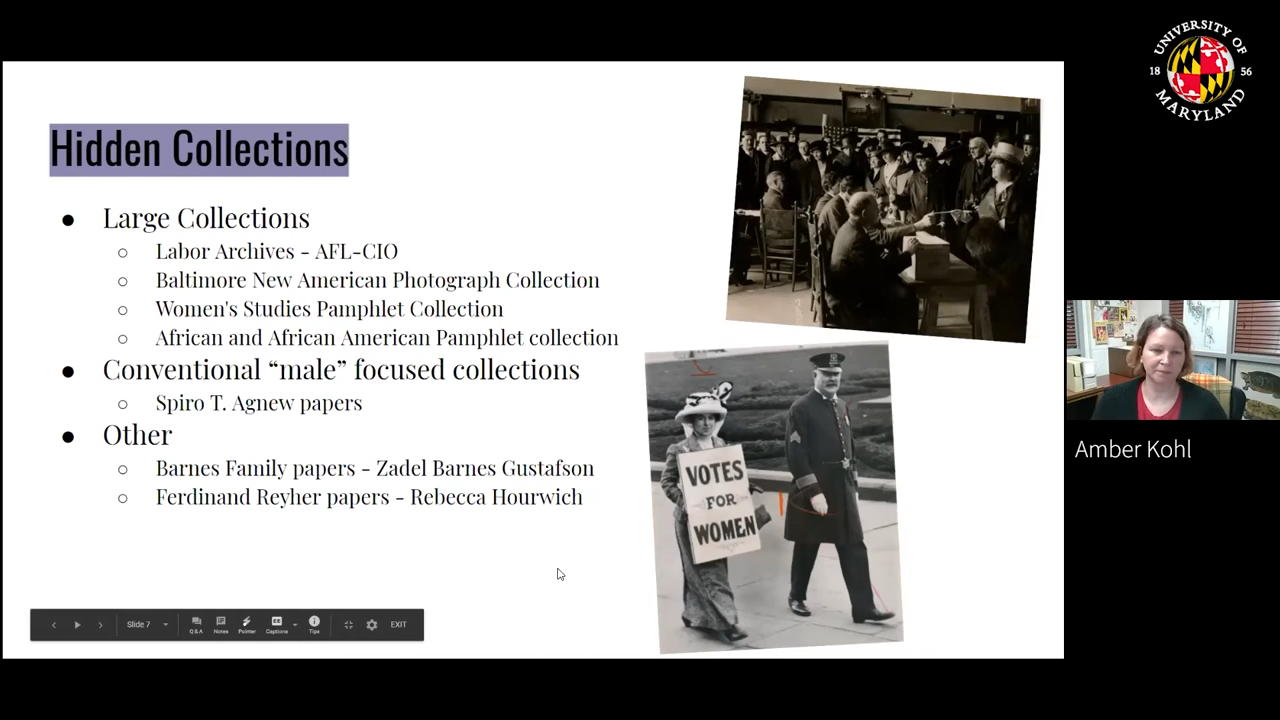 Hidden Collections
● Large Collections
○ Labor Archives - AFL-CIO
○ Baltimore New American Photograph Collection
○ Women's Studies Pamphlet Collection
○ African and African American Pamphlet collection
● Conventional “male” focused collections
○ Spiro T. Agnew papers
● Other
○ Barnes Family papers - Zadel Barnes Gustafson
○ Ferdinand Reyher papers - Rebecca Hourwich
VOTES
FOR
WOMEN
Slide 7
Q&A
Notes
Pointer
Captions
Tips
EXIT
UNIVERSITY OF
18 56
MARYLAND
Amber Kohl